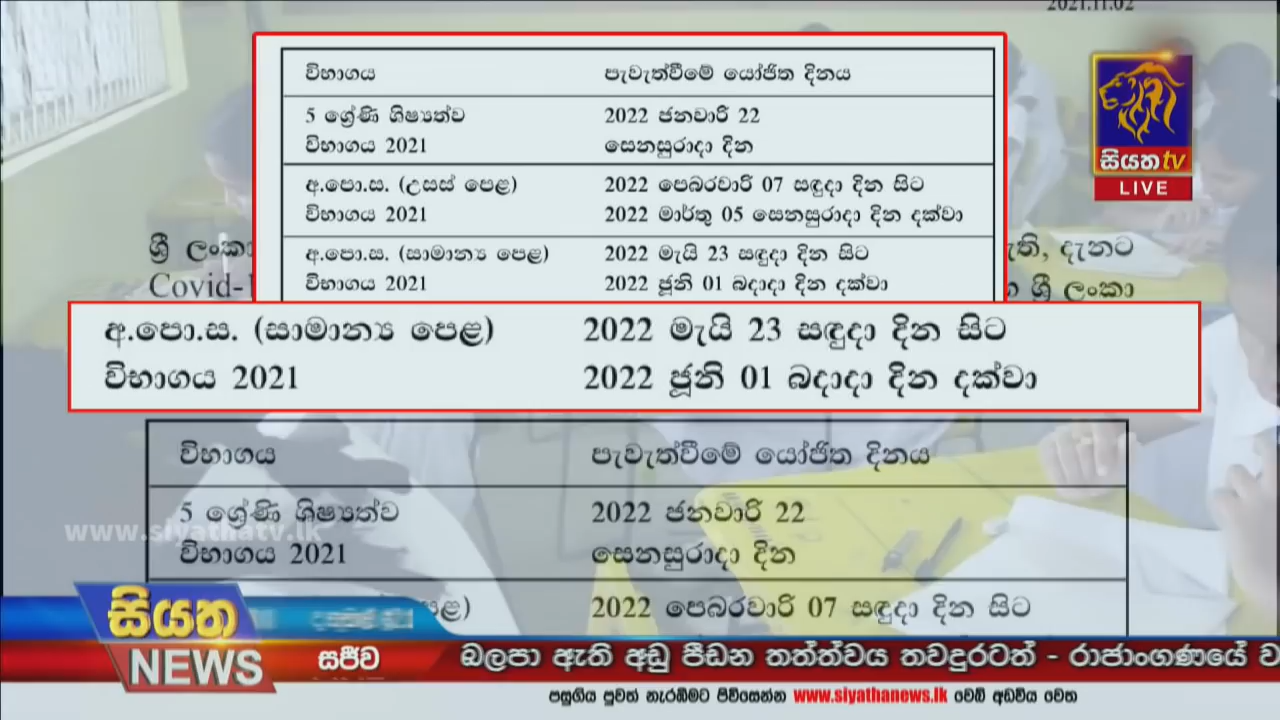 2021.11.02
විභාගය පැවැත්වීමේ යෝජිත දිනය
5 ශ්‍රේණි ශිෂ්‍යත්ව 2022 ජනවාරි 22
විභාගය 2021 සෙනසුරාදා දින
අ.පො.ස. (උසස් පෙළ) 2022 පෙබරවාරි 07 සඳුදා දින සිට
විභාගය 2021 2022 මාර්තු 05 සෙනසුරාදා දින දක්වා
අ.පො.ස. (සාමාන්‍ය පෙළ) 2022 මැයි 23 සඳුදා දින සිට
විභාගය 2021 2022 ජූනි 01 බදාදා දින දක්වා
සියත tv
LIVE
ශ්‍රී ලංකා දැනට
ශ්‍රී ලංකා
අ.පො.ස. (සාමාන්‍ය පෙළ) 2022 මැයි 23 සඳුදා දින සිට
විභාගය 2021 2022 ජූනි 01 බදාදා දින දක්වා
විභාගය පැවැත්වීමේ යෝජිත දිනය
5 ශ්‍රේණි ශිෂ්‍යත්ව 2022 ජනවාරි 22
විභාගය 2021 සෙනසුරාදා දින
2022 පෙබරවාරි 07 සඳුදා දින සිට
www.siyathatv.lk
සියත
NEWS
සජීව
බලපා ඇති අඩු පීඩන තත්ත්වය තවදුරටත් - රාජාංගණයේ
පසුගිය පුවත් නැරඹීමට පිවිසෙන්න www.siyathanews.lk වෙබ් අඩවිය වෙත